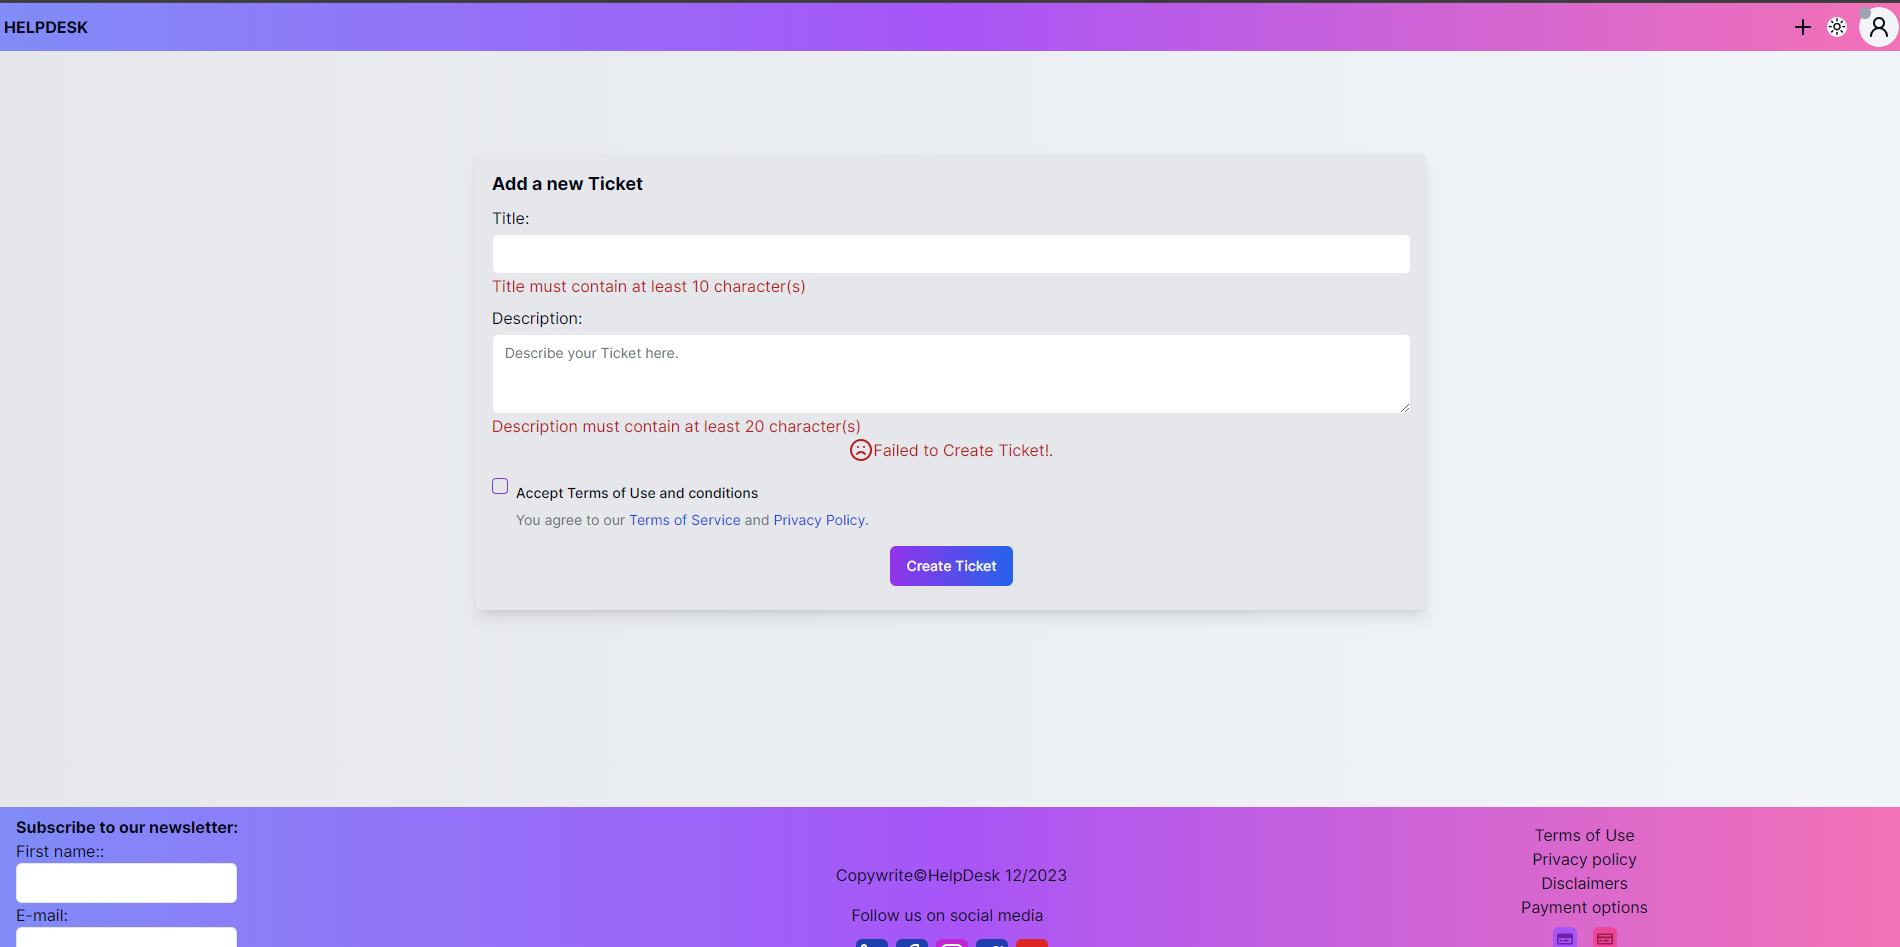 HELPDESK
Add a new Ticket
Title:
Title must contain at least 10 character(s)
Description:
Describe your Ticket here.
Description must contain at least 20 character(s)
Failed to Create Ticket!.
Accept Terms of Use and conditions
You agree to our Terms of Service and Privacy Policy.
Create Ticket
Subscribe to our newsletter:
First name::
E-mail:
Copywrite©HelpDesk 12/2023
Follow us on social media
Terms of Use
Privacy policy
Disclaimers
Payment options